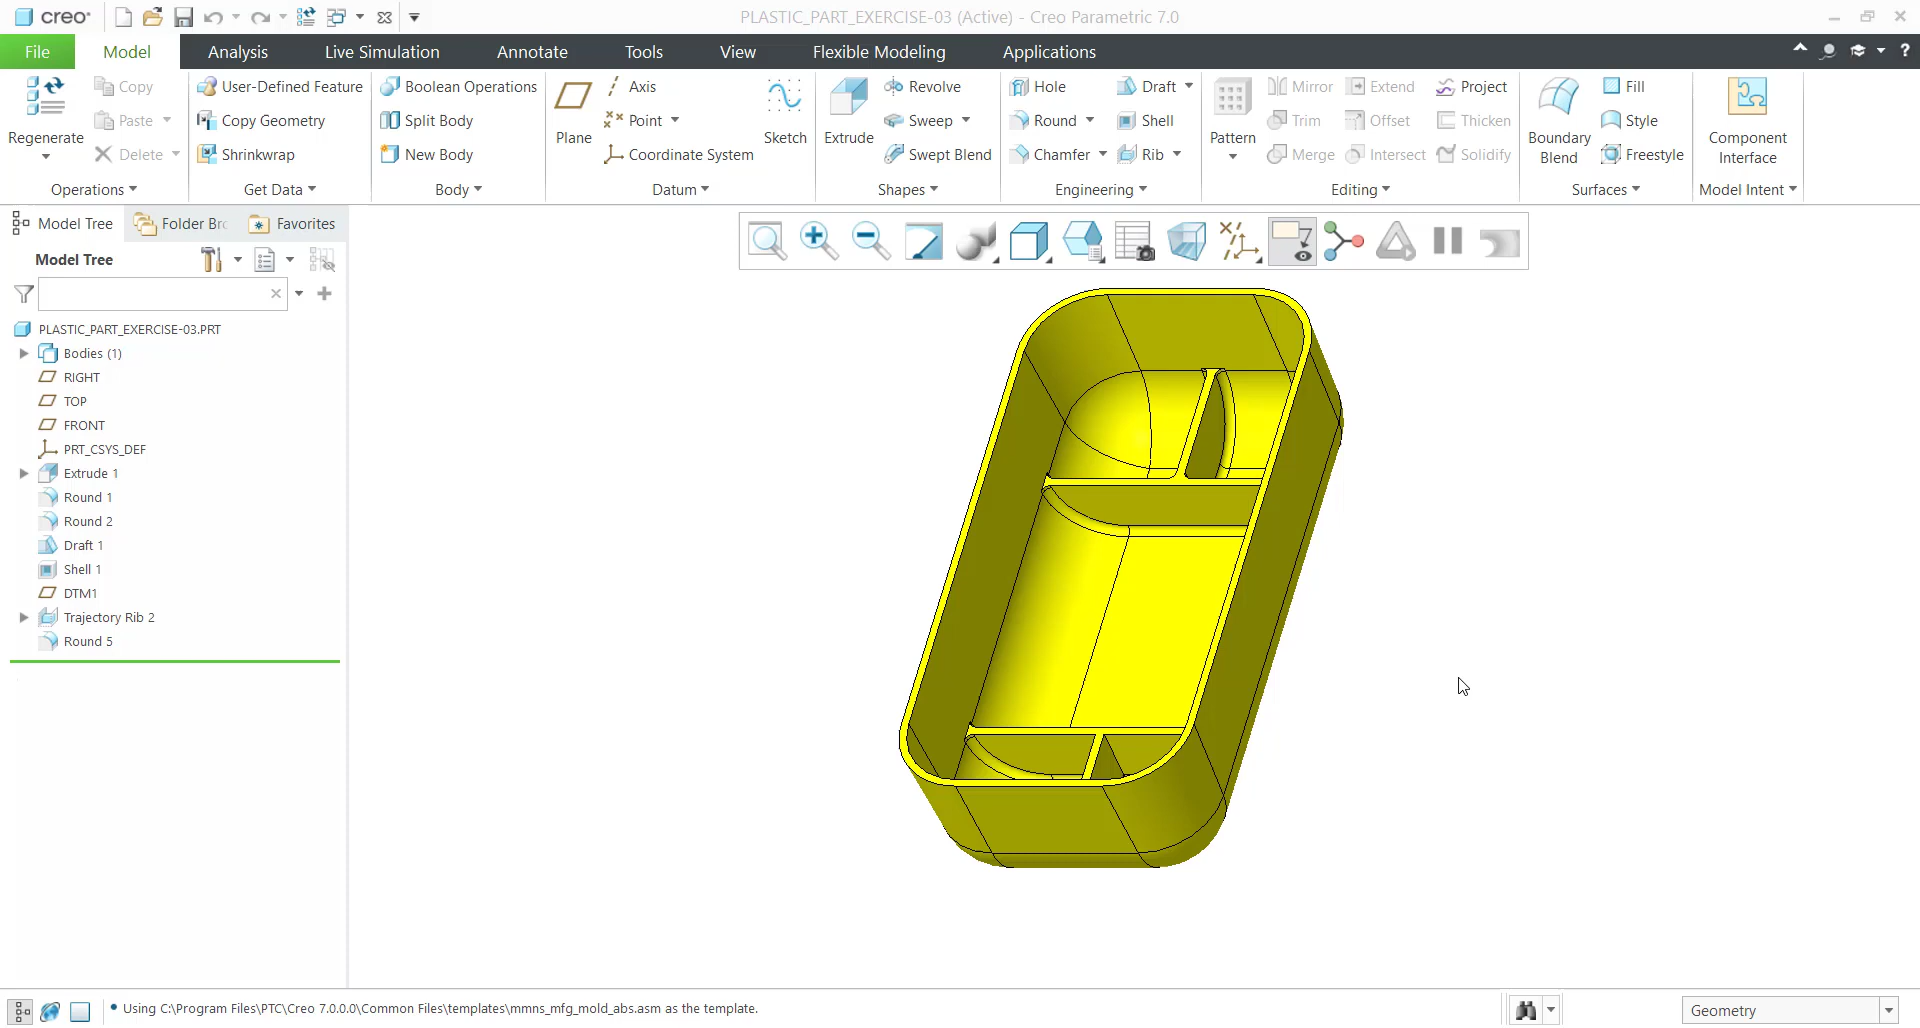 creo
PLASTIC_PART_EXERCISE-03 (Active) - Creo Parametric 7.0
File Model Analysis Live Simulation Annotate Tools View Flexible Modeling Applications
Regenerate
Copy
Paste
Delete
Operations
User-Defined Feature
Copy Geometry
Shrinkwrap
Get Data
Boolean Operations
Split Body
New Body
Body
Plane
Axis
Point
Coordinate System
Sketch
Datum
Extrude
Revolve
Sweep
Swept Blend
Shapes
Hole
Round
Chamfer
Draft
Shell
Rib
Engineering
Pattern
Mirror
Trim
Merge
Extend
Offset
Intersect
Project
Thicken
Solidify
Editing
Boundary
Blend
Fill
Style
Freestyle
Surfaces
Component
Interface
Model Intent
Model Tree Folder Br Favorites
Model Tree
PLASTIC_PART_EXERCISE-03.PRT
Bodies (1)
RIGHT
TOP
FRONT
PRT_CSYS_DEF
Extrude 1
Round 1
Round 2
Draft 1
Shell 1
DTM1
Trajectory Rib 2
Round 5
Using C:\Program Files\PTC\Creo 7.0.0.0\Common Files\templates\mmns_mfg_mold_abs.asm as the template.
Geometry